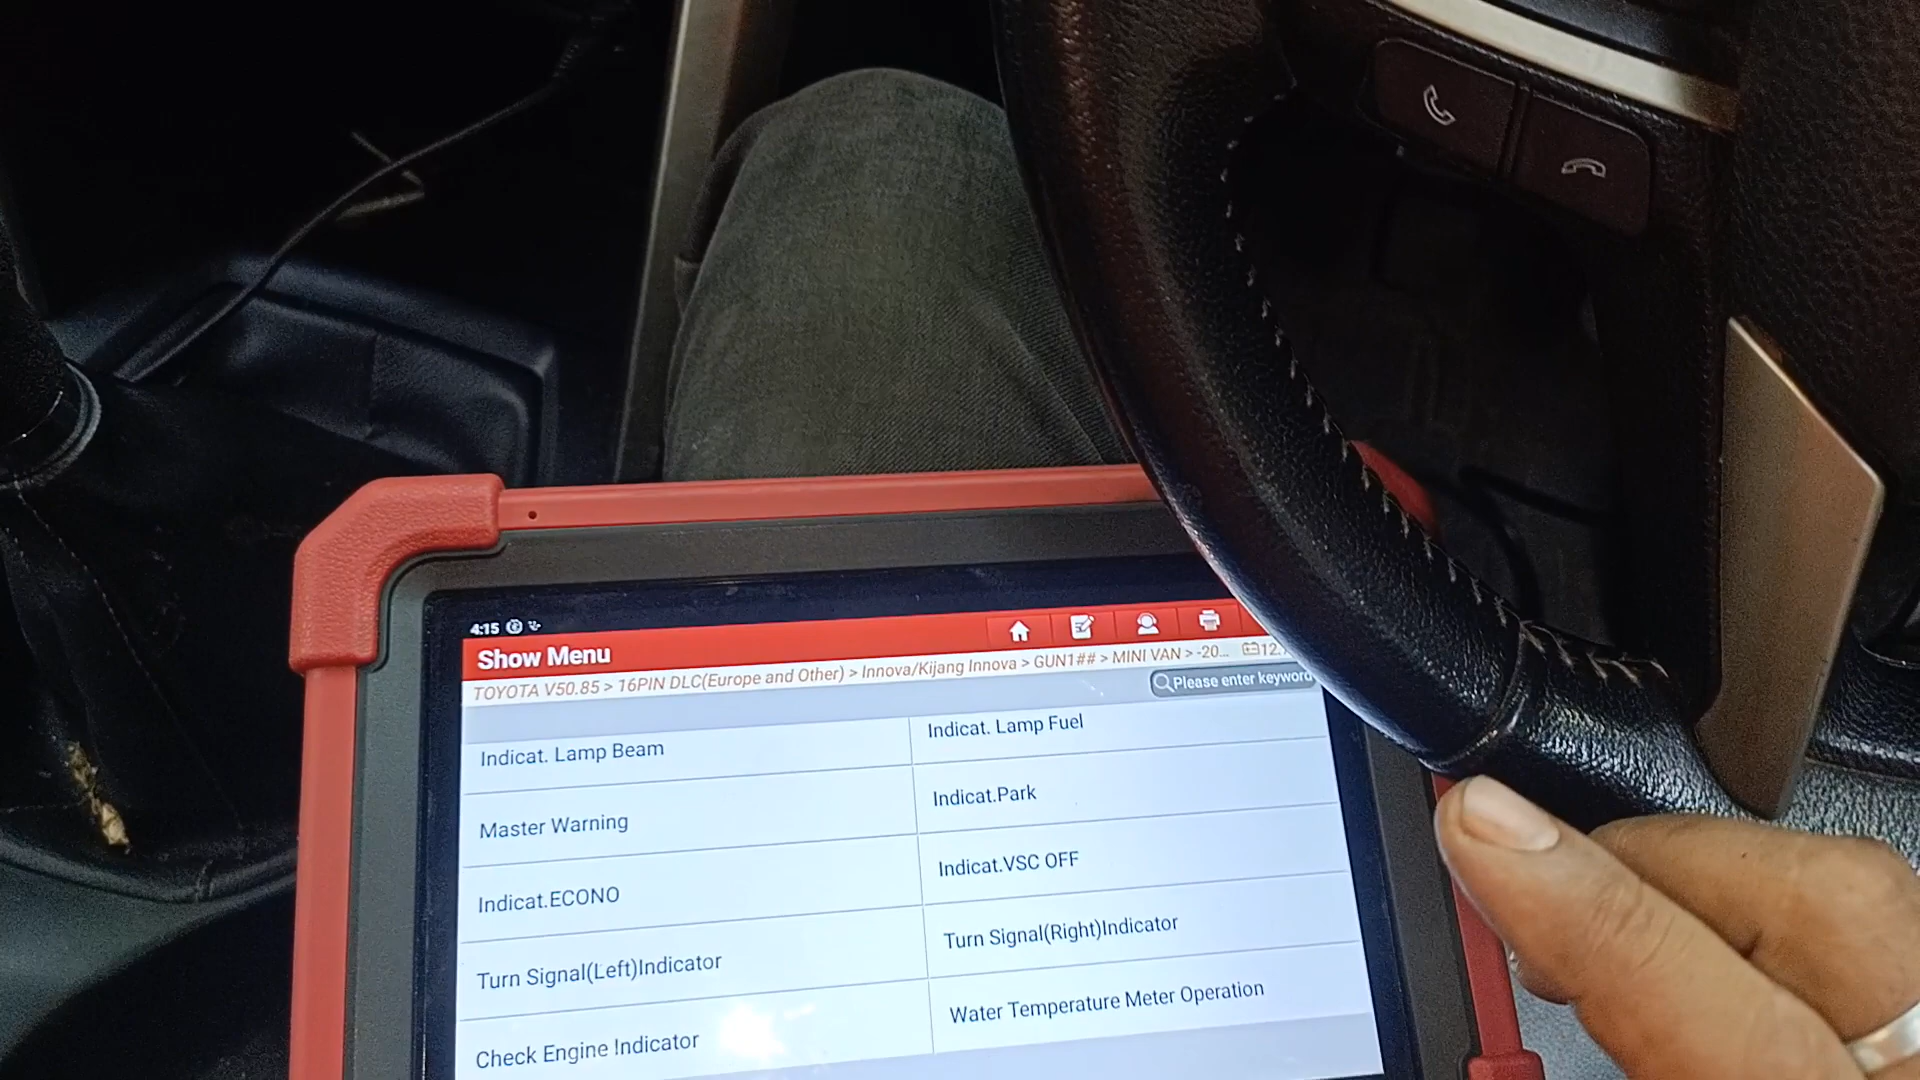 4:15
Show Menu
TOYOTA V50.85 > 16PIN DLC(Europe and Other) > Innova/Kijang Innova > GUN1## > MINI VAN > -20... 12.
Please enter keyword
Indicat. Lamp Beam
Indicat. Lamp Fuel
Master Warning
Indicat.Park
Indicat.ECONO
Indicat.VSC OFF
Turn Signal(Left)Indicator
Turn Signal(Right)Indicator
Check Engine Indicator
Water Temperature Meter Operation